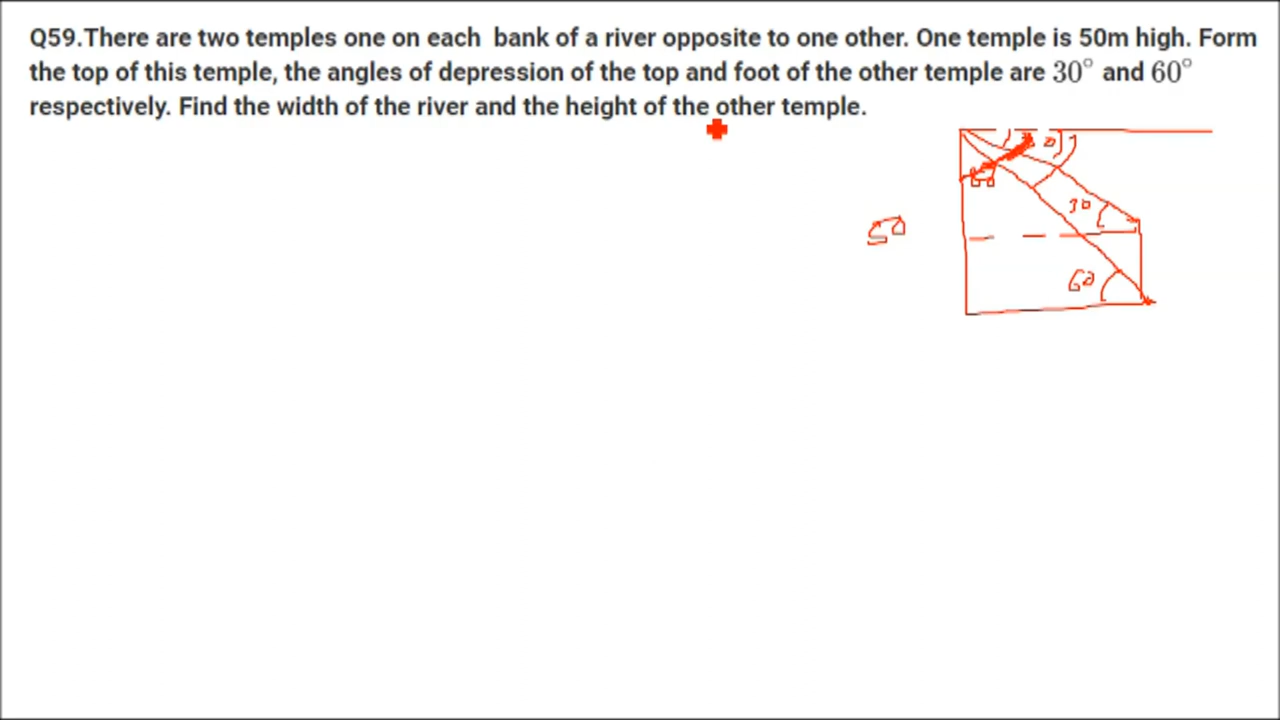 Q59.There are two temples one on each bank of a river opposite to one other. One temple is 50m high. Form
the top of this temple, the angles of depression of the top and foot of the other temple are 30° and 60°
respectively. Find the width of the river and the height of the other temple.
30
50
60